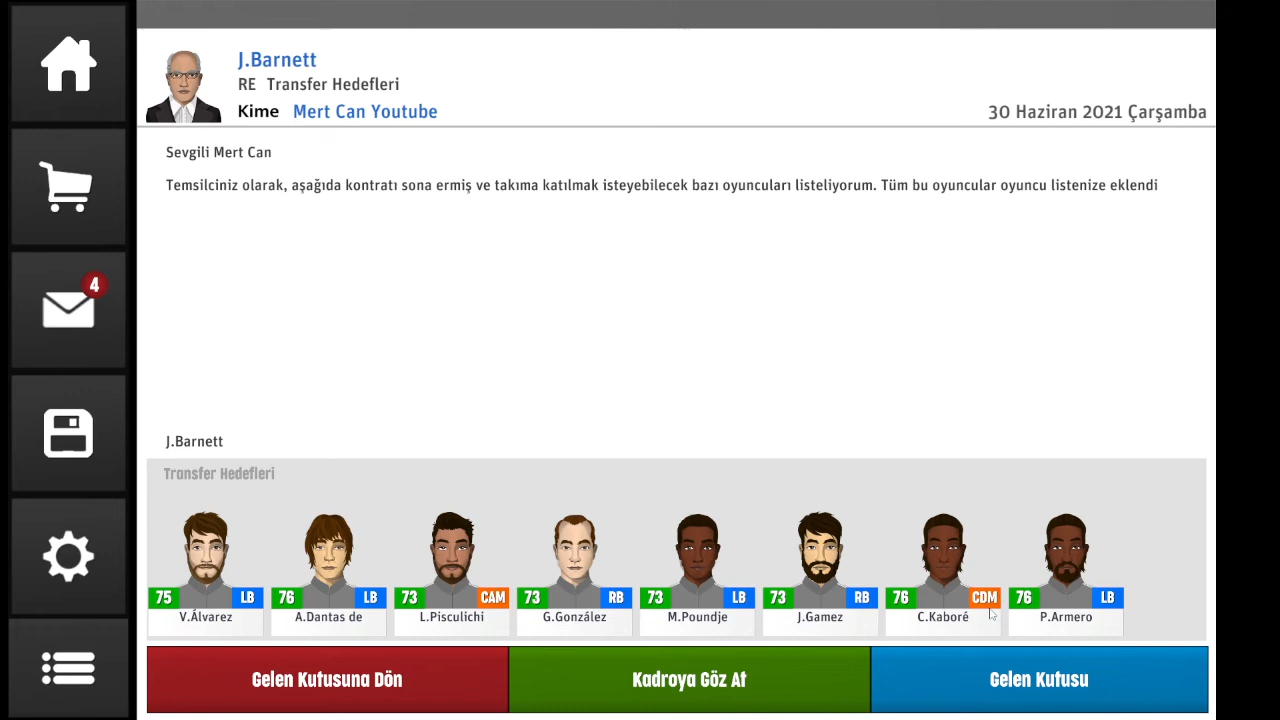 J.Barnett
RE Transfer Hedefleri
Kime Mert Can Youtube
30 Haziran 2021 Çarşamba
4
Sevgili Mert Can
Temsilciniz olarak, aşağıda kontratı sona ermiş ve takıma katılmak isteyebilecek bazı oyuncuları listeliyorum. Tüm bu oyuncular oyuncu listenize eklendi
J.Barnett
Transfer Hedefleri
75 LB
V.Álvarez
76 LB
A.Dantas de
73 CAM
L.Pisculichi
73 RB
G.González
73 LB
M.Poundje
73 RB
J.Gamez
76 CDM
C.Kaboré
76 LB
P.Armero
Gelen Kutusuna Dön
Kadroya Göz At
Gelen Kutusu